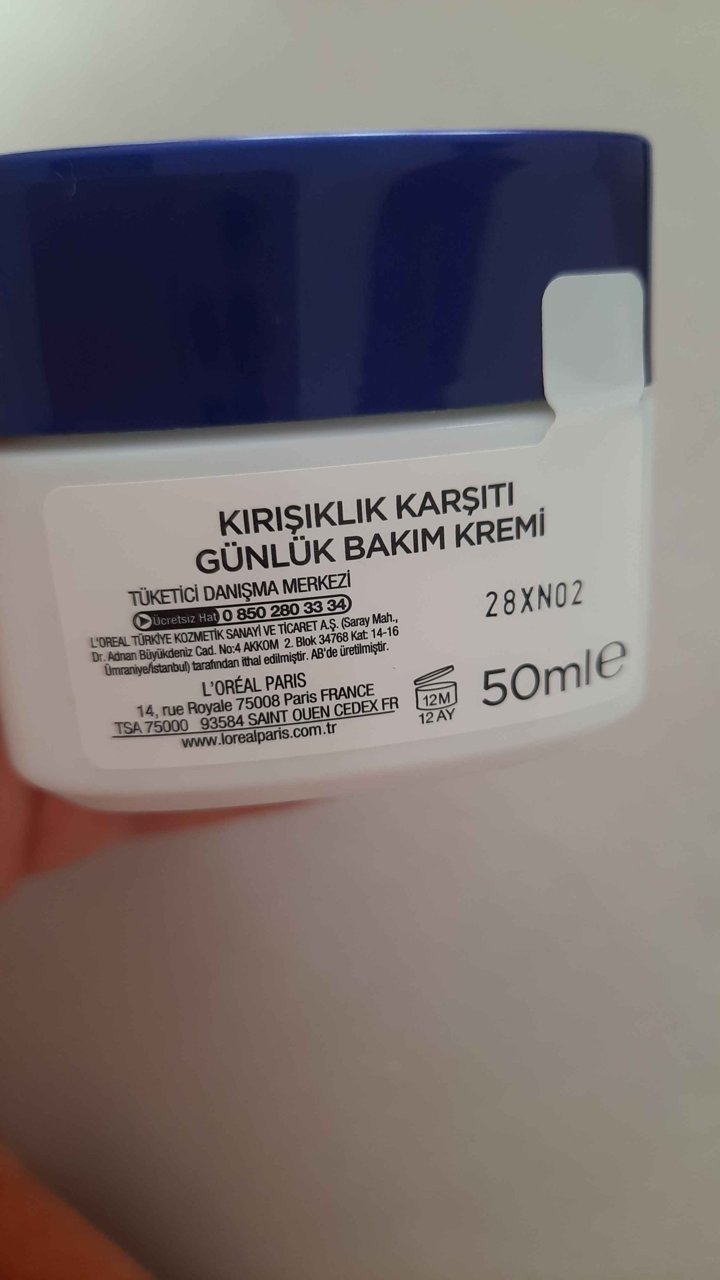 KIRIŞIKLIK KARŞITI
GÜNLÜK BAKIM KREMİ
TÜKETİCİ DANIŞMA MERKEZİ
Ücretsiz Hat 0 850 280 33 34
L'OREAL TÜRKİYE KOZMETİK SANAYİ VE TİCARET A.Ş. (Saray Mah.,
Dr. Adnan Büyükdeniz Cad. No:4 AKKOM 2. Blok 34768 Kat: 14-16
Ümraniye/İstanbul) tarafından ithal edilmiştir. AB'de üretilmiştir.
L'ORÉAL PARIS
14, rue Royale 75008 Paris FRANCE
TSA 75000 93584 SAINT OUEN CEDEX FR
www.lorealparis.com.tr
28XN02
12M
12 AY
50ml e